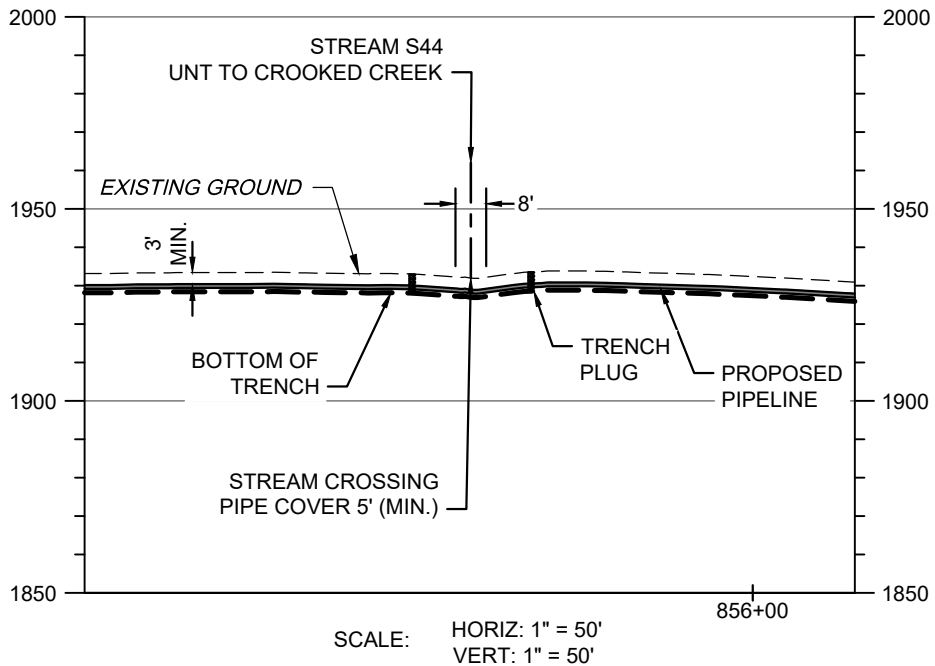 2000
2000
STREAM S44
UNT TO CROOKED CREEK
EXISTING GROUND
1950
8'
1950
3'
MIN.
BOTTOM OF
TRENCH
TRENCH
PLUG
PROPOSED
PIPELINE
1900
1900
STREAM CROSSING
PIPE COVER 5' (MIN.)
1850
1850
856+00
SCALE:
HORIZ: 1" = 50'
VERT: 1" = 50'